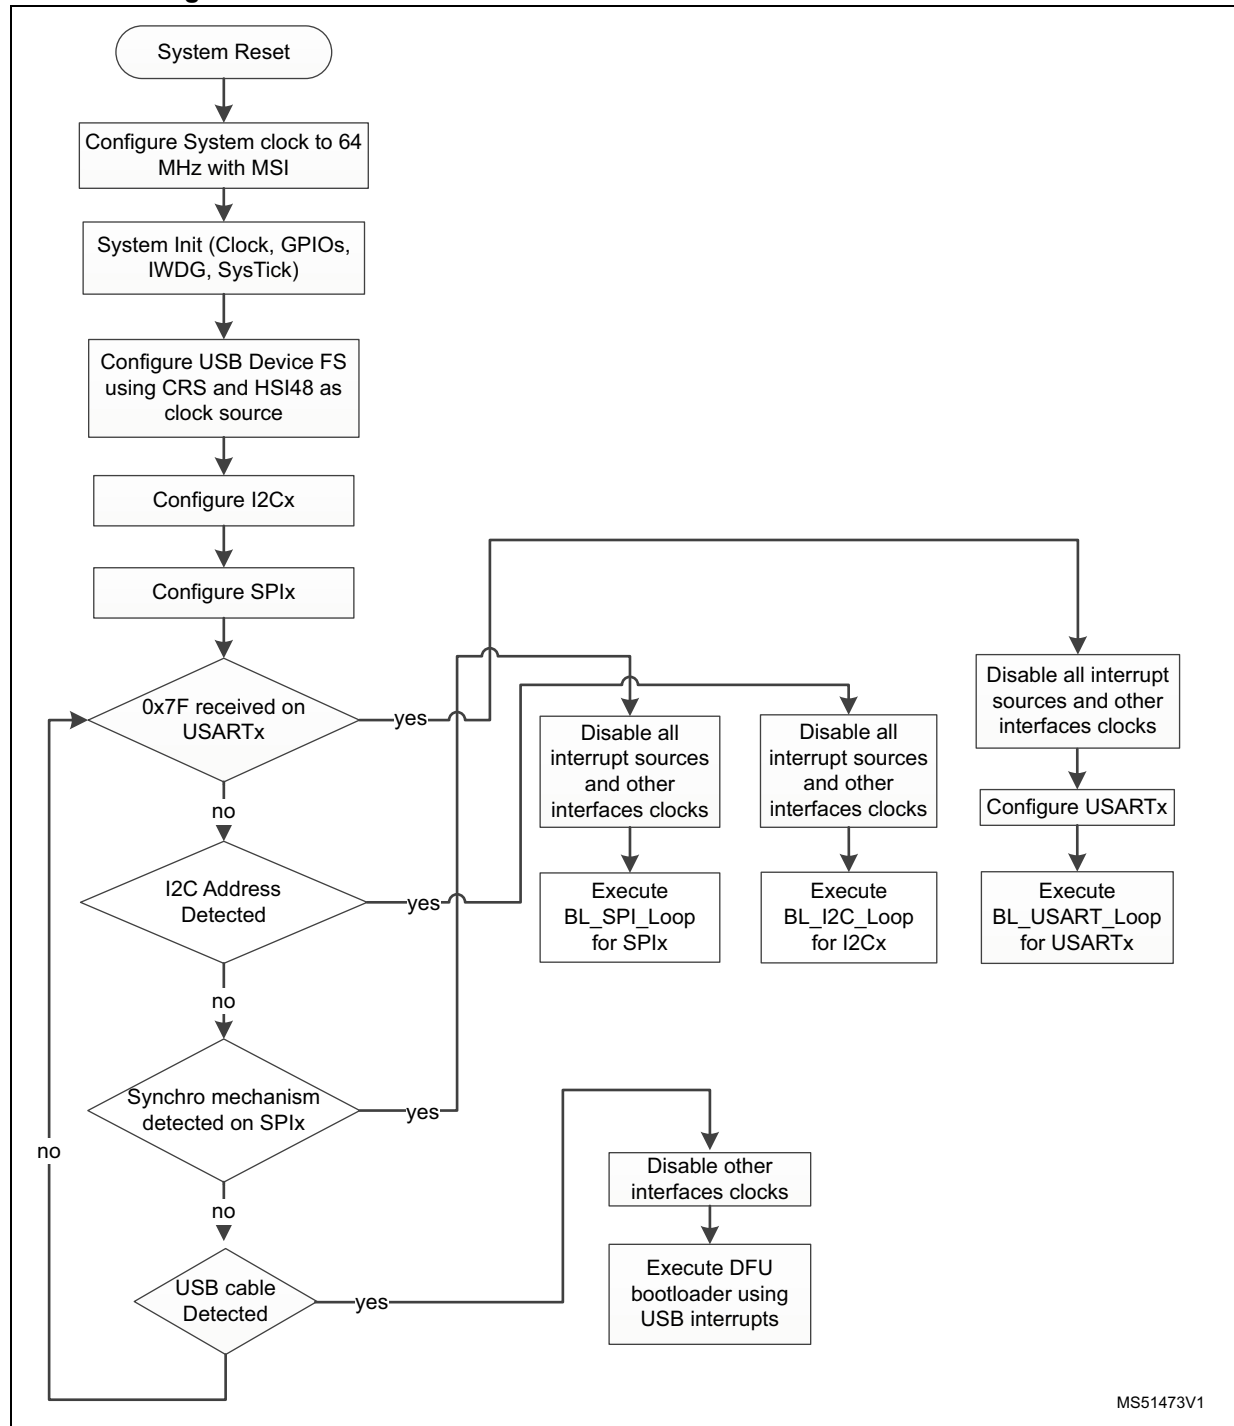 System Reset
Configure System clock to 64
MHz with MSI
System Init (Clock, GPIOs,
IWDG, SysTick)
Configure USB Device FS
using CRS and HSI48 as
clock source
Configure I2Cx
Configure SPIx
0x7F received on
USARTx
yes
no
I2C Address
Detected
yes
no
Synchro mechanism
detected on SPIx
yes
no
USB cable
Detected
yes
no
Disable all
interrupt sources
and other
interfaces clocks
Execute
BL_SPI_Loop
for SPIx
Disable all
interrupt sources
and other
interfaces clocks
Execute
BL_I2C_Loop
for I2Cx
Disable all interrupt
sources and other
interfaces clocks
Configure USARTx
Execute
BL_USART_Loop
for USARTx
Disable other
interfaces clocks
Execute DFU
bootloader using
USB interrupts
MS51473V1